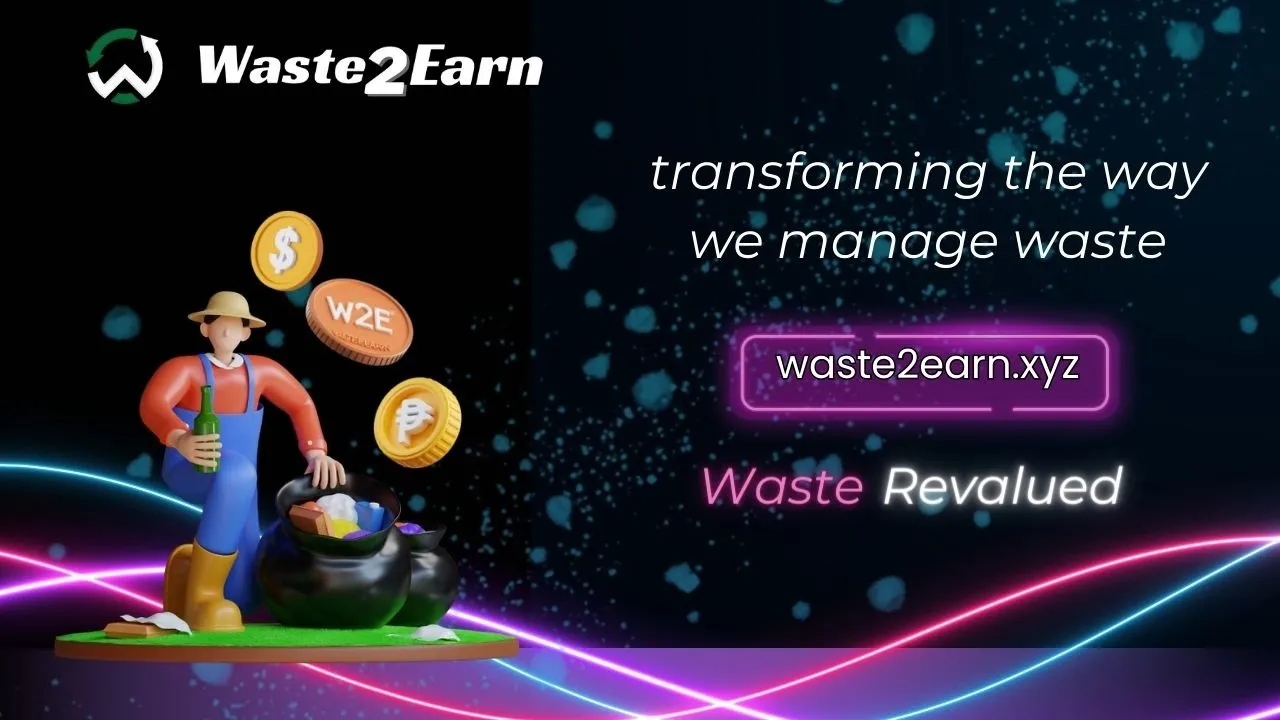 Waste2Earn
transforming the way
we manage waste
$
W2E
waste2earn.xyz
₱
Waste Revalued